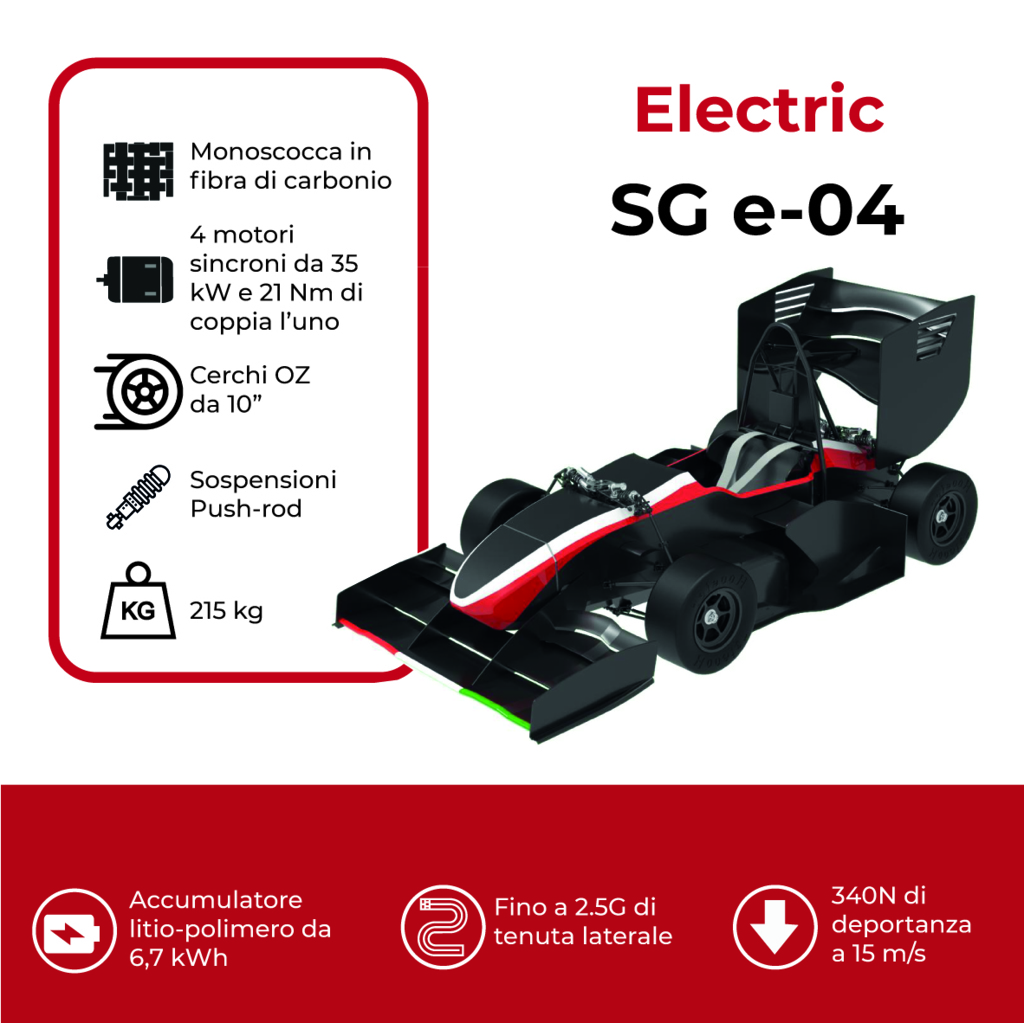 Electric
SG e-04
Monoscocca in
fibra di carbonio
4 motori
sincroni da 35
kW e 21 Nm di
coppia l’uno
Cerchi OZ
da 10”
Sospensioni
Push-rod
KG
215 kg
Accumulatore
litio-polimero da
6,7 kWh
Fino a 2.5G di
tenuta laterale
340N di
deportanza
a 15 m/s